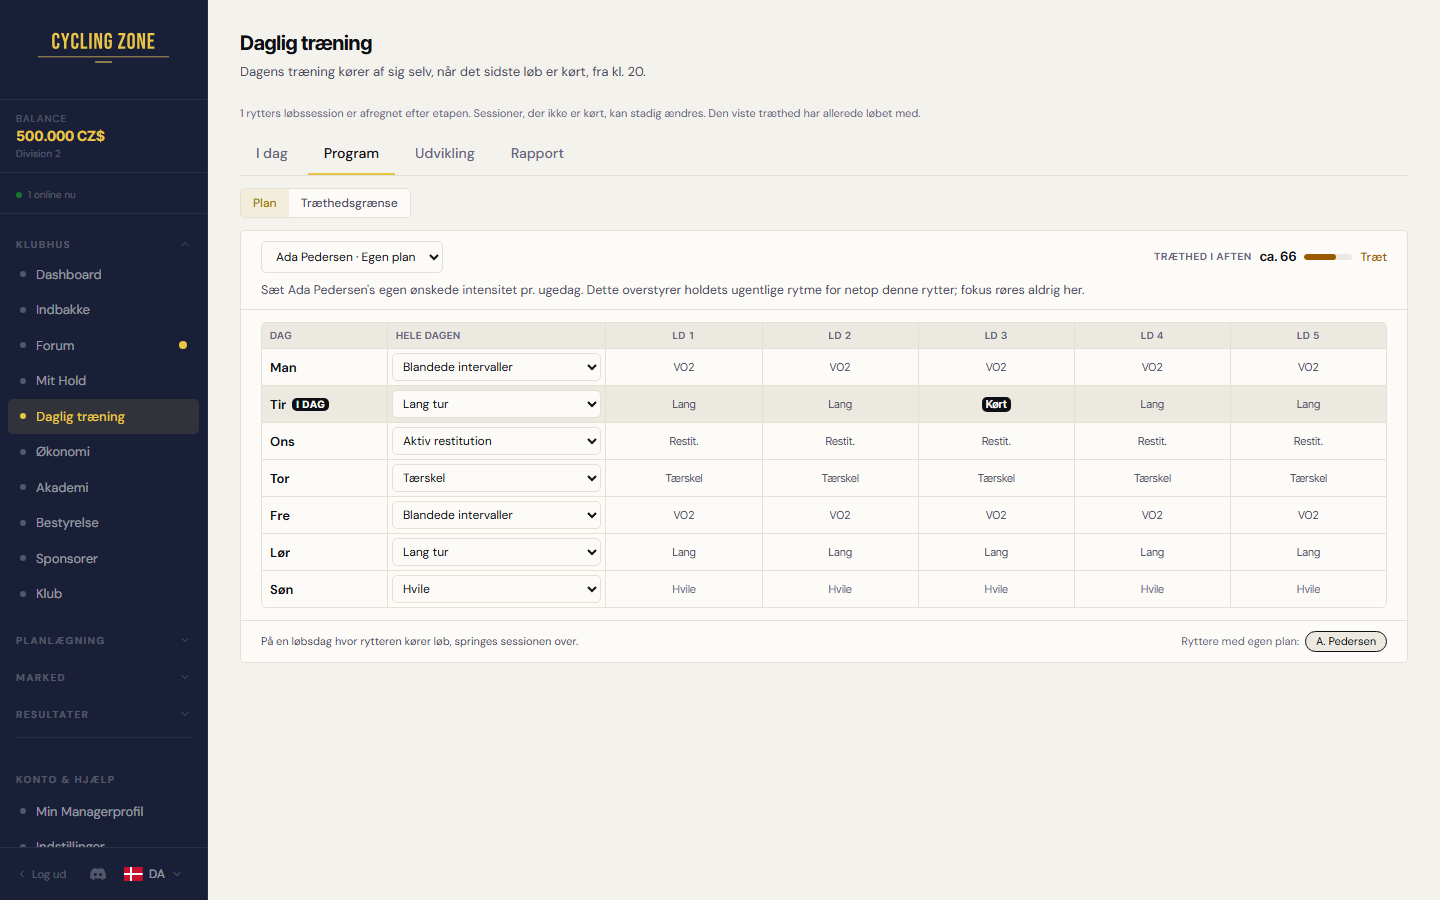 CYCLING ZONE
BALANCE
500.000 CZ$
Division 2
1 online nu
KLUBHUS
Dashboard
Indbakke
Forum
Mit Hold
Daglig træning
Økonomi
Akademi
Bestyrelse
Sponsorer
Klub
PLANLÆGNING
MARKED
RESULTATER
KONTO & HJÆLP
Min Managerprofil
Indstillinger
Log ud
DA
Daglig træning
Dagens træning kører af sig selv, når det sidste løb er kørt, fra kl. 20.
1 rytters løbssession er afregnet efter etapen. Sessioner, der ikke er kørt, kan stadig ændres. Den viste træthed har allerede løbet med.
I dag Program Udvikling Rapport
Plan Træthedsgrænse
Ada Pedersen · Egen plan TRÆTHED I AFTEN ca. 66 Træt
Sæt Ada Pedersen's egen ønskede intensitet pr. ugedag. Dette overstyrer holdets ugentlige rytme for netop denne rytter; fokus røres aldrig her.
DAG HELE DAGEN LD 1 LD 2 LD 3 LD 4 LD 5
Man Blandede intervaller VO2 VO2 VO2 VO2 VO2
Tir I DAG Lang tur Lang Lang Kørt Lang Lang
Ons Aktiv restitution Restit. Restit. Restit. Restit. Restit.
Tor Tærskel Tærskel Tærskel Tærskel Tærskel Tærskel
Fre Blandede intervaller VO2 VO2 VO2 VO2 VO2
Lør Lang tur Lang Lang Lang Lang Lang
Søn Hvile Hvile Hvile Hvile Hvile Hvile
På en løbsdag hvor rytteren kører løb, springes sessionen over. Ryttere med egen plan: A. Pedersen